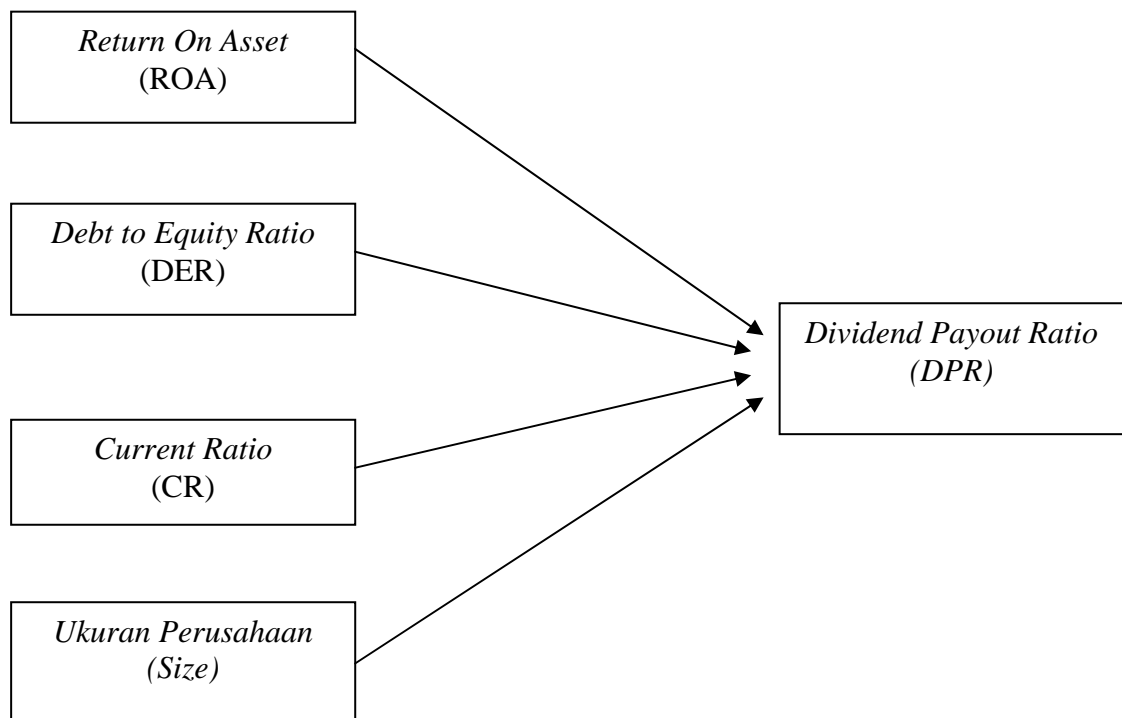 Return On Asset
(ROA)
Debt to Equity Ratio
(DER)
Current Ratio
(CR)
Ukuran Perusahaan
(Size)
Dividend Payout Ratio
(DPR)